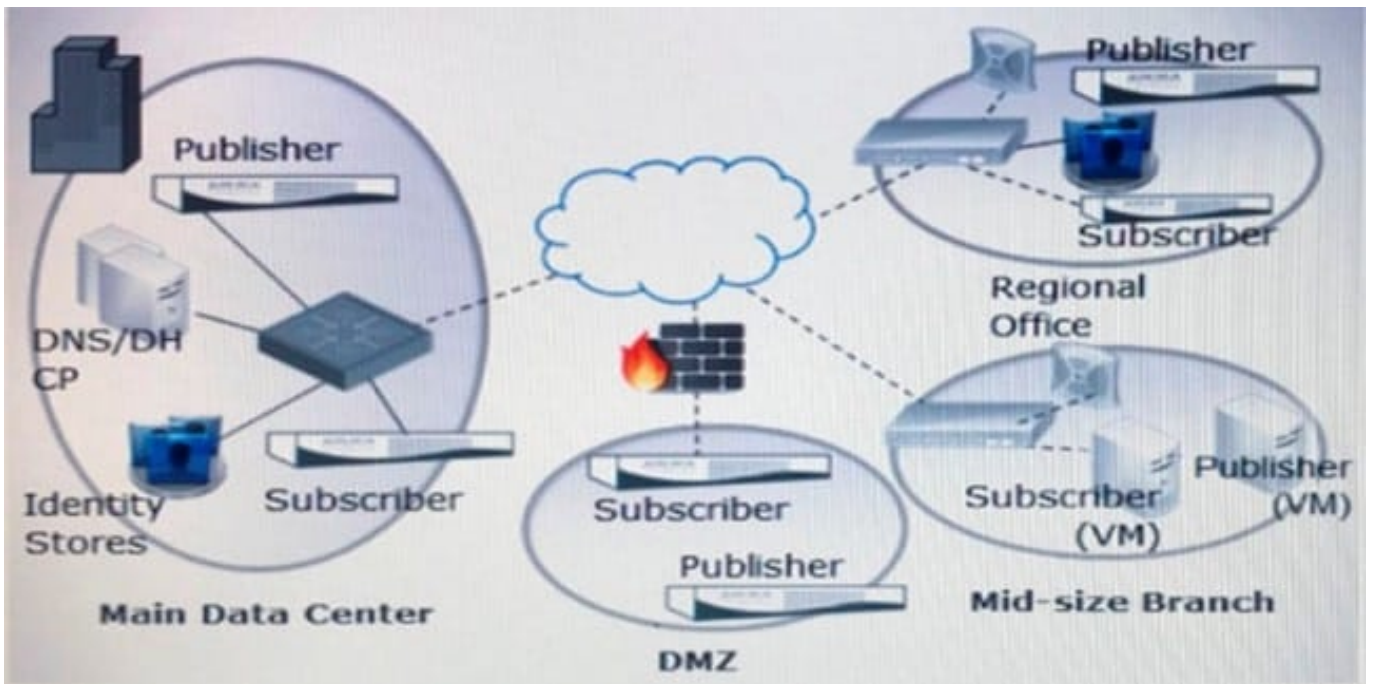 Publisher
DNS/DH
CP
Identity
Stores
Subscriber
Main Data Center
Subscriber
Publisher
DMZ
Publisher
Subscriber
Regional
Office
Subscriber
(VM)
Publisher
(VM)
Mid-size Branch